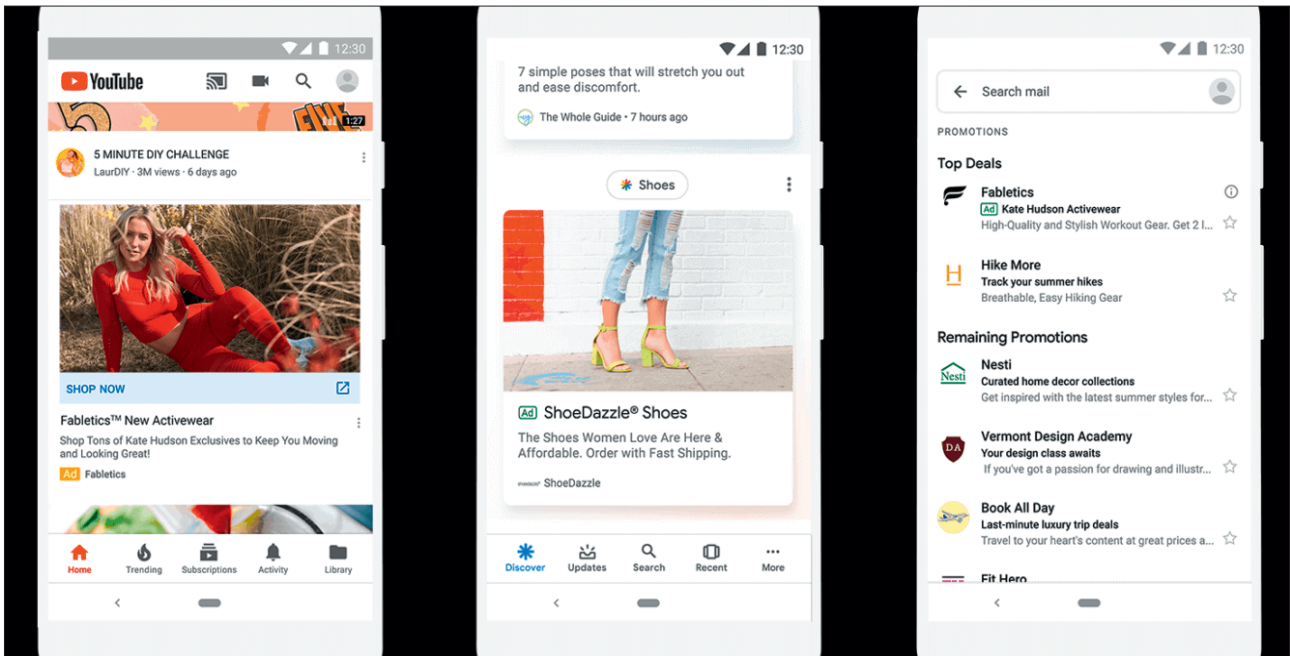 12:30
YouTube
5
FIVE
1:27
5 MINUTE DIY CHALLENGE
LaurDIY · 3M views · 6 days ago
SHOP NOW
Fabletics™ New Activewear
Shop Tons of Kate Hudson Exclusives to Keep You Moving
and Looking Great!
Ad Fabletics
Home Trending Subscriptions Activity Library
12:30
7 simple poses that will stretch you out
and ease discomfort.
The Whole Guide • 7 hours ago
Shoes
Ad ShoeDazzle® Shoes
The Shoes Women Love Are Here &
Affordable. Order with Fast Shipping.
ShoeDazzle
Discover Updates Search Recent More
12:30
Search mail
PROMOTIONS
Top Deals
Fabletics
Ad Kate Hudson Activewear
High-Quality and Stylish Workout Gear. Get 2 l...
H
Hike More
Track your summer hikes
Breathable, Easy Hiking Gear
Remaining Promotions
Nesti
Nesti
Curated home decor collections
Get inspired with the latest summer styles for...
DA
Vermont Design Academy
Your design class awaits
If you've got a passion for drawing and illustr...
Book All Day
Last-minute luxury trip deals
Travel to your heart's content at great prices a...
Fit Hero